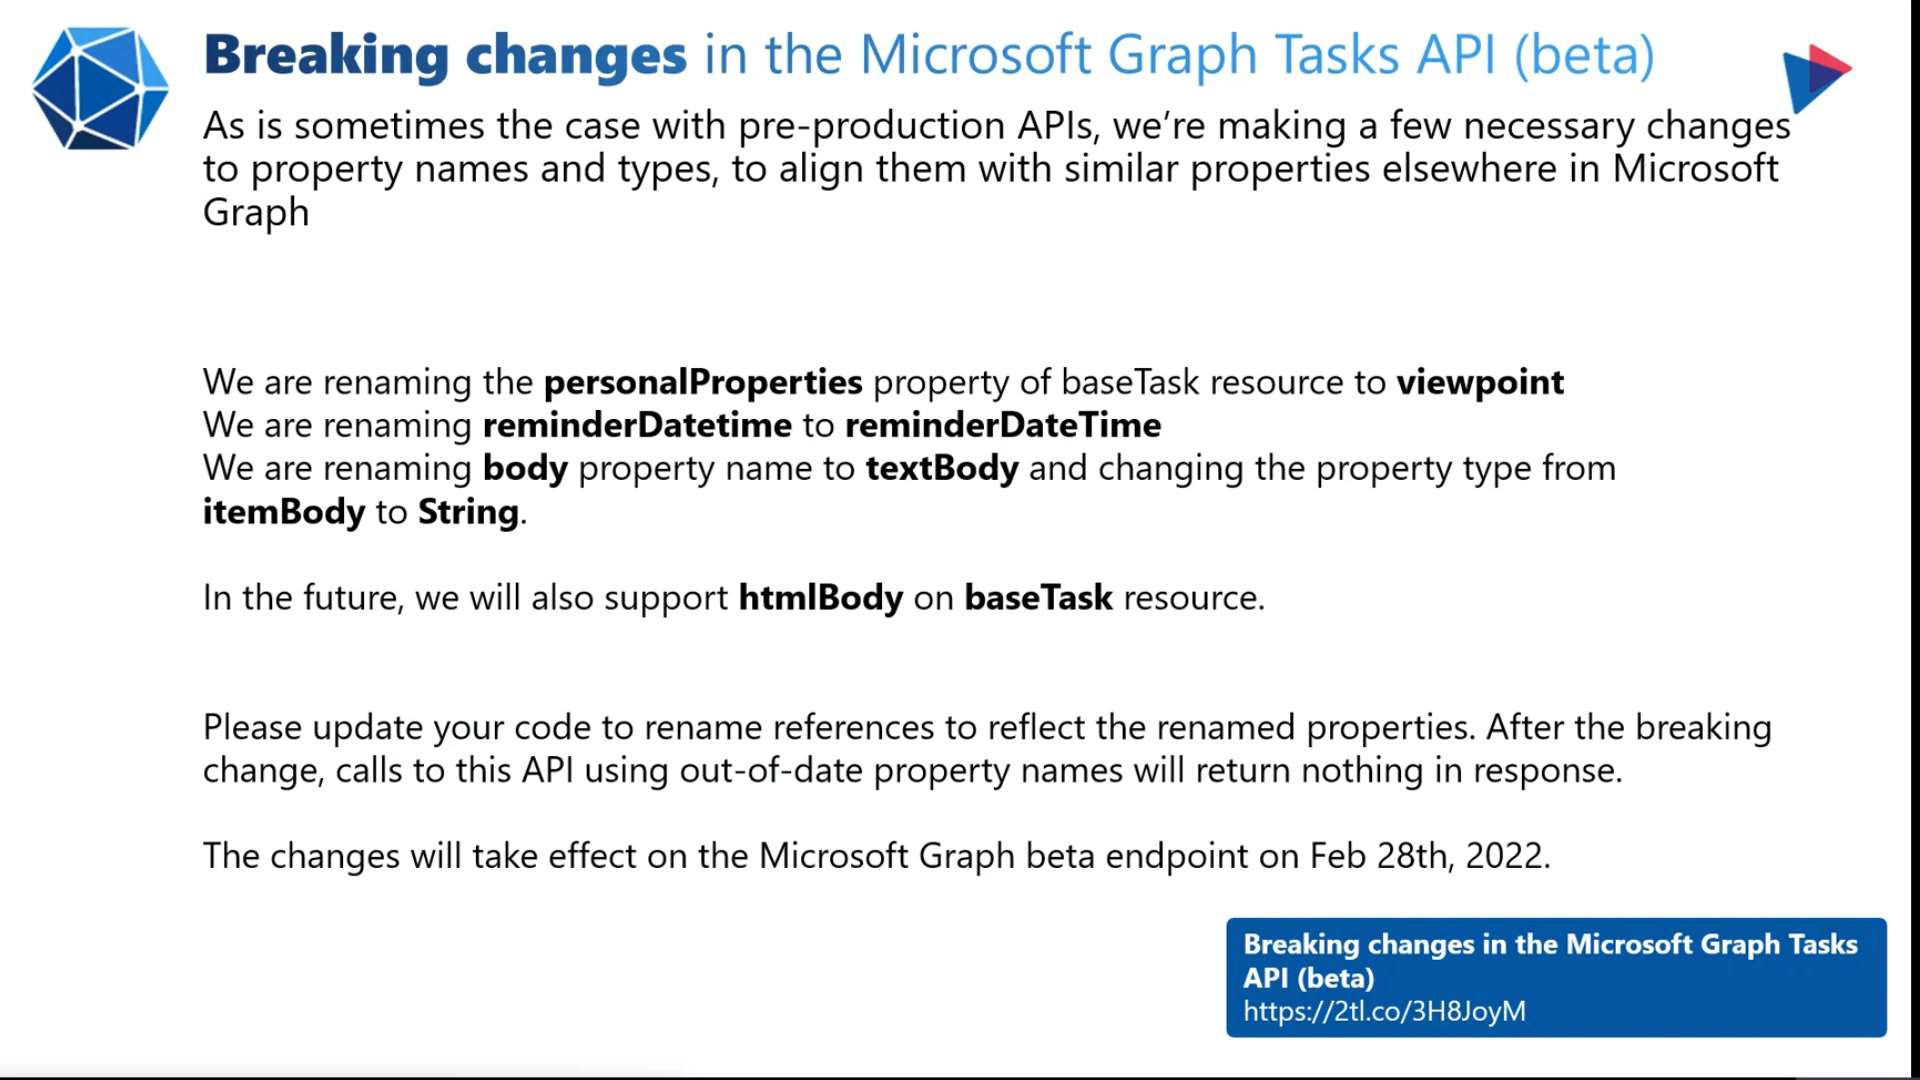 Breaking changes in the Microsoft Graph Tasks API (beta)
As is sometimes the case with pre-production APIs, we’re making a few necessary changes
to property names and types, to align them with similar properties elsewhere in Microsoft
Graph
We are renaming the personalProperties property of baseTask resource to viewpoint
We are renaming reminderDatetime to reminderDateTime
We are renaming body property name to textBody and changing the property type from
itemBody to String.
In the future, we will also support htmlBody on baseTask resource.
Please update your code to rename references to reflect the renamed properties. After the breaking
change, calls to this API using out-of-date property names will return nothing in response.
The changes will take effect on the Microsoft Graph beta endpoint on Feb 28th, 2022.
Breaking changes in the Microsoft Graph Tasks
API (beta)
https://2tl.co/3H8JoyM